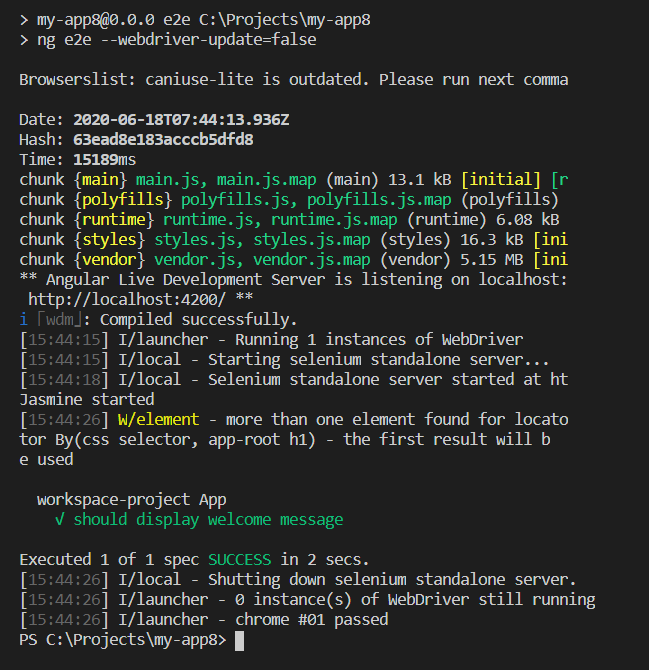 > my-app8@0.0.0 e2e C:\Projects\my-app8
> ng e2e --webdriver-update=false
Browserslist: caniuse-lite is outdated. Please run next comma
Date: 2020-06-18T07:44:13.936Z
Hash: 63ead8e183acccb5dfd8
Time: 15189ms
chunk {main} main.js, main.js.map (main) 13.1 kB [initial] [r
chunk {polyfills} polyfills.js, polyfills.js.map (polyfills)
chunk {runtime} runtime.js, runtime.js.map (runtime) 6.08 kB
chunk {styles} styles.js, styles.js.map (styles) 16.3 kB [ini
chunk {vendor} vendor.js, vendor.js.map (vendor) 5.15 MB [ini
** Angular Live Development Server is listening on localhost:
http://localhost:4200/ **
i ｢wdm｣: Compiled successfully.
[15:44:15] I/launcher - Running 1 instances of WebDriver
[15:44:15] I/local - Starting selenium standalone server...
[15:44:18] I/local - Selenium standalone server started at ht
Jasmine started
[15:44:26] W/element - more than one element found for locato
tor By(css selector, app-root h1) - the first result will b
e used
workspace-project App
√ should display welcome message
Executed 1 of 1 spec SUCCESS in 2 secs.
[15:44:26] I/local - Shutting down selenium standalone server.
[15:44:26] I/launcher - 0 instance(s) of WebDriver still running
[15:44:26] I/launcher - chrome #01 passed
PS C:\Projects\my-app8>